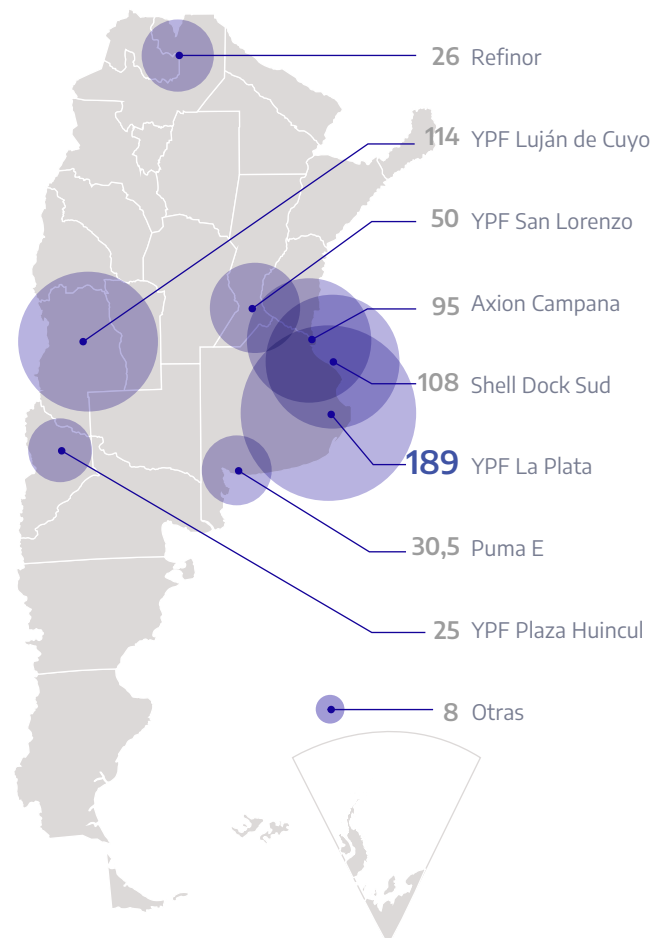 26 Refinor
114 YPF Luján de Cuyo
50 YPF San Lorenzo
95 Axion Campana
108 Shell Dock Sud
189 YPF La Plata
30,5 Puma E
25 YPF Plaza Huincul
8 Otras